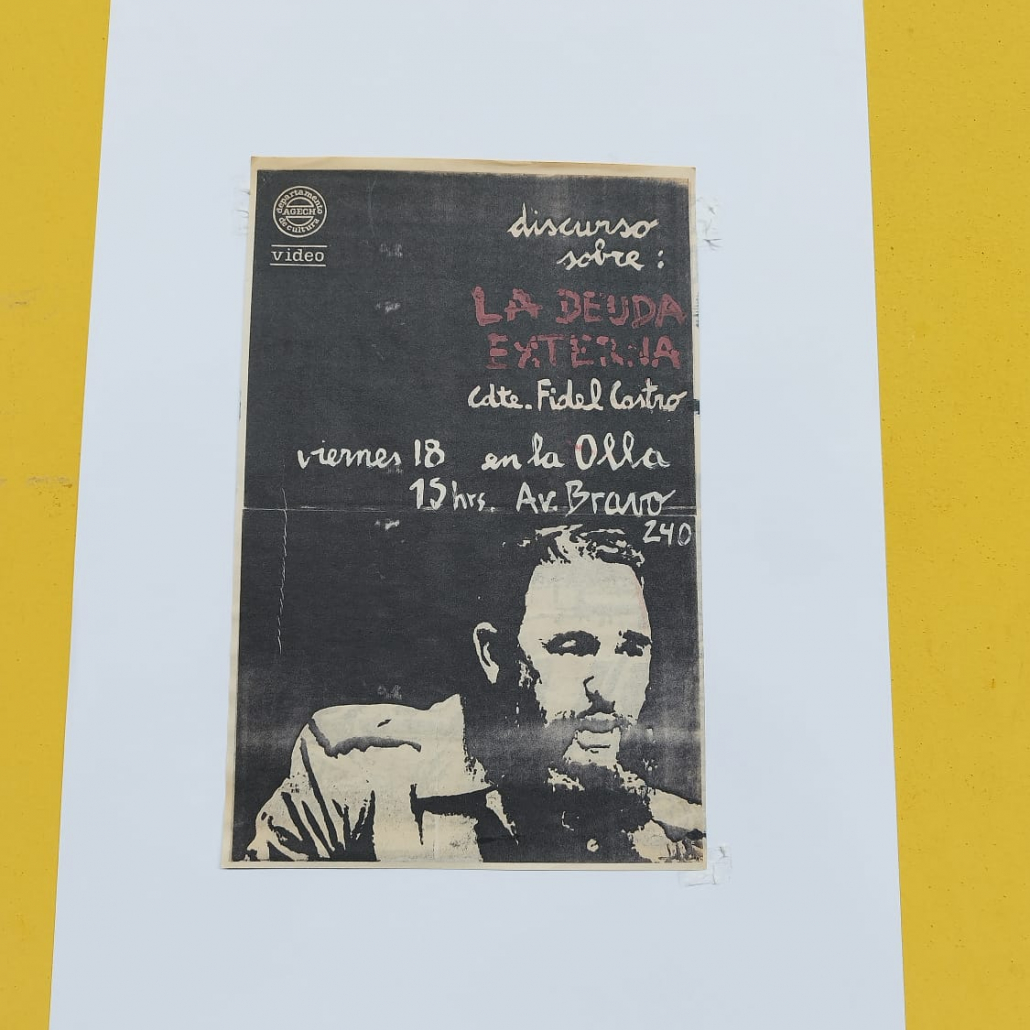 departamento
AGECH
de cultura
video
discurso
sobre:
LA DEUDA
EXTERNA
Cdte. Fidel Castro
viernes 18 en la Olla
15 hrs. Av. Bravo
240